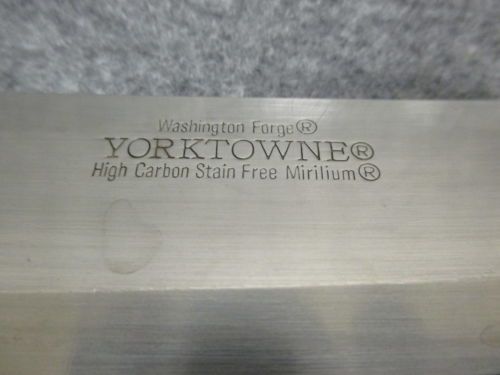 Washington Forge®
YORKTOWNE®
High Carbon Stain Free Mirilium®